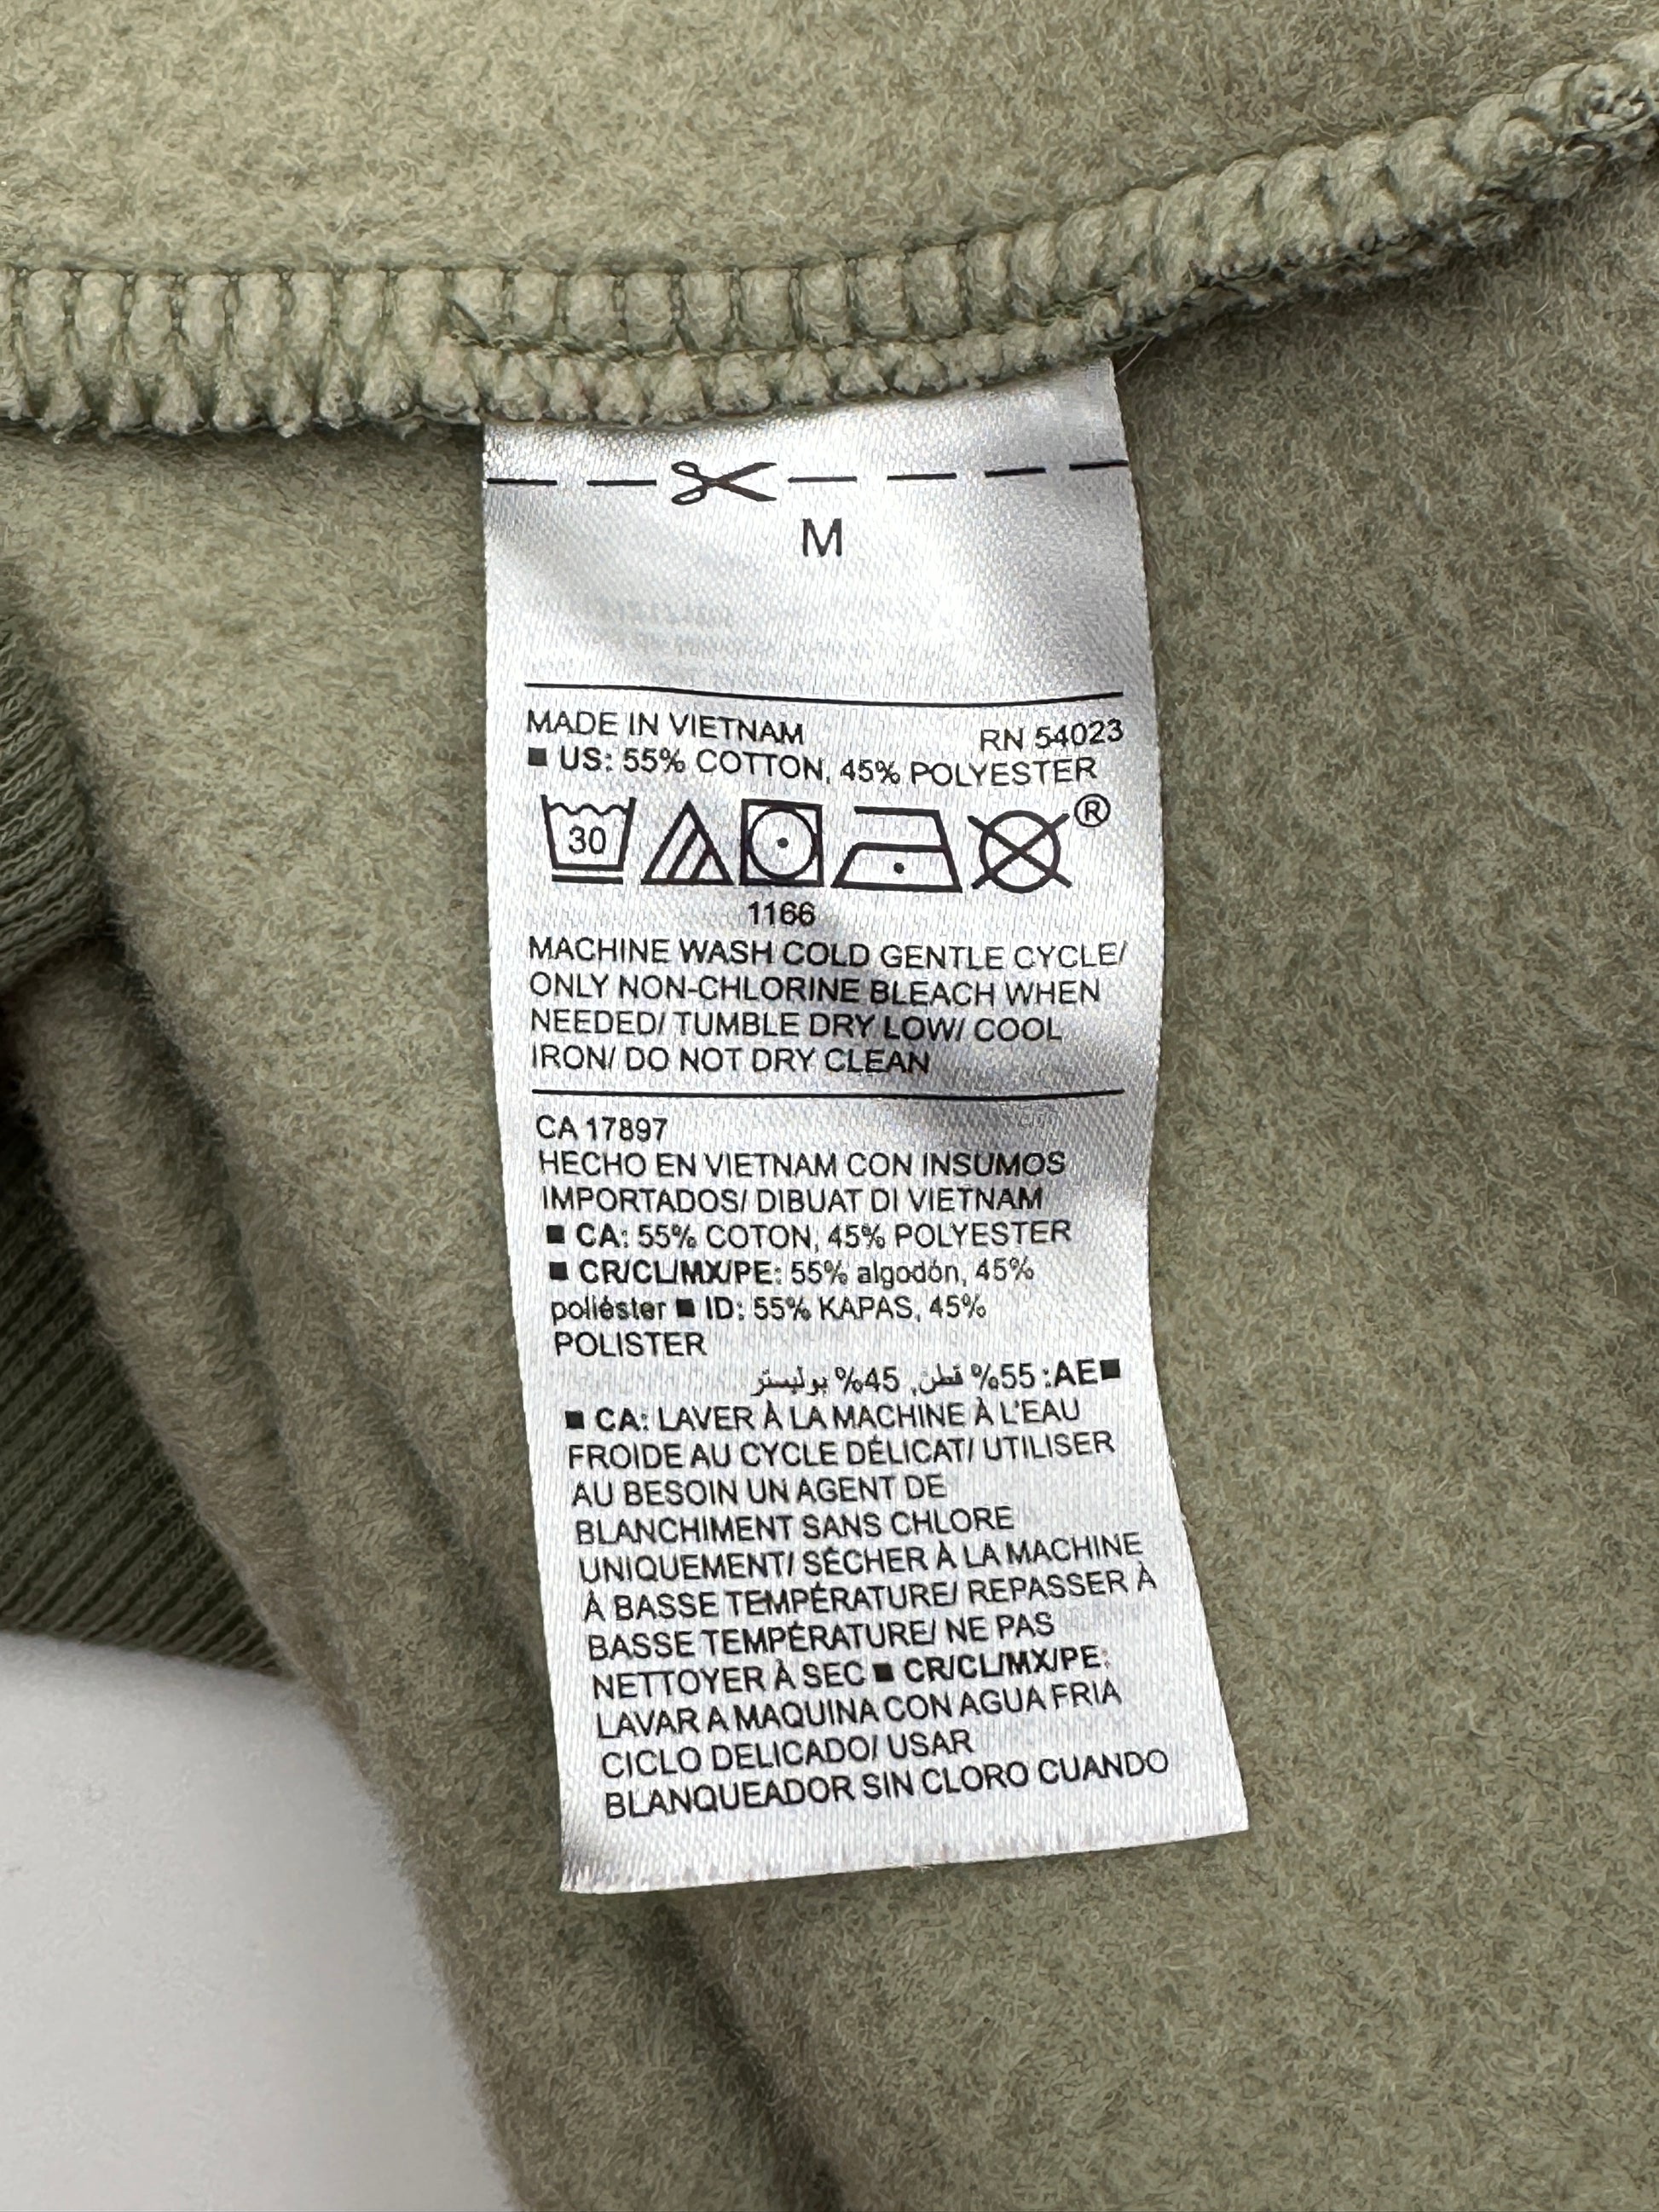 M
MADE IN VIETNAM RN 54023
■ US: 55% COTTON, 45% POLYESTER
30
®
1166
MACHINE WASH COLD GENTLE CYCLE/
ONLY NON-CHLORINE BLEACH WHEN
NEEDED/ TUMBLE DRY LOW/ COOL
IRON/ DO NOT DRY CLEAN
CA 17897
HECHO EN VIETNAM CON INSUMOS
IMPORTADOS/ DIBUAT DI VIETNAM
■ CA: 55% COTON, 45% POLYESTER
■ CR/CL/MX/PE: 55% algodón, 45%
poliéster ■ ID: 55% KAPAS, 45%
POLISTER
■AE: 55% قطن, 45% بوليستر
■ CA: LAVER À LA MACHINE À L'EAU
FROIDE AU CYCLE DÉLICAT/ UTILISER
AU BESOIN UN AGENT DE
BLANCHIMENT SANS CHLORE
UNIQUEMENT/ SÉCHER À LA MACHINE
À BASSE TEMPÉRATURE/ REPASSER À
BASSE TEMPÉRATURE/ NE PAS
NETTOYER À SEC ■ CR/CL/MX/PE:
LAVAR A MAQUINA CON AGUA FRIA
CICLO DELICADO/ USAR
BLANQUEADOR SIN CLORO CUANDO